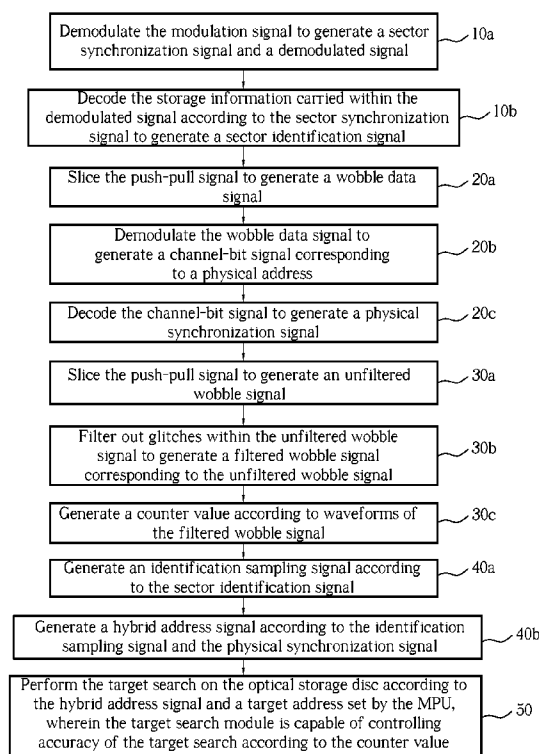 Demodulate the modulation signal to generate a sector
synchronization signal and a demodulated signal
10a
Decode the storage information carried within the
demodulated signal according to the sector synchronization
signal to generate a sector identification signal
10b
Slice the push-pull signal to generate a wobble data
signal
20a
Demodulate the wobble data signal to
generate a channel-bit signal corresponding
to a physical address
20b
Decode the channel-bit signal to generate a physical
synchronization signal
20c
Slice the push-pull signal to generate an unfiltered
wobble signal
30a
Filter out glitches within the unfiltered wobble
signal to generate a filtered wobble signal
corresponding to the unfiltered wobble signal
30b
Generate a counter value according to waveforms of
the filtered wobble signal
30c
Generate an identification sampling signal according
to the sector identification signal
40a
Generate a hybrid address signal according to the identification
sampling signal and the physical synchronization signal
40b
Perform the target search on the optical storage disc according to
the hybrid address signal and a target address set by the MPU,
wherein the target search module is capable of controlling
accuracy of the target search according to the counter value
50